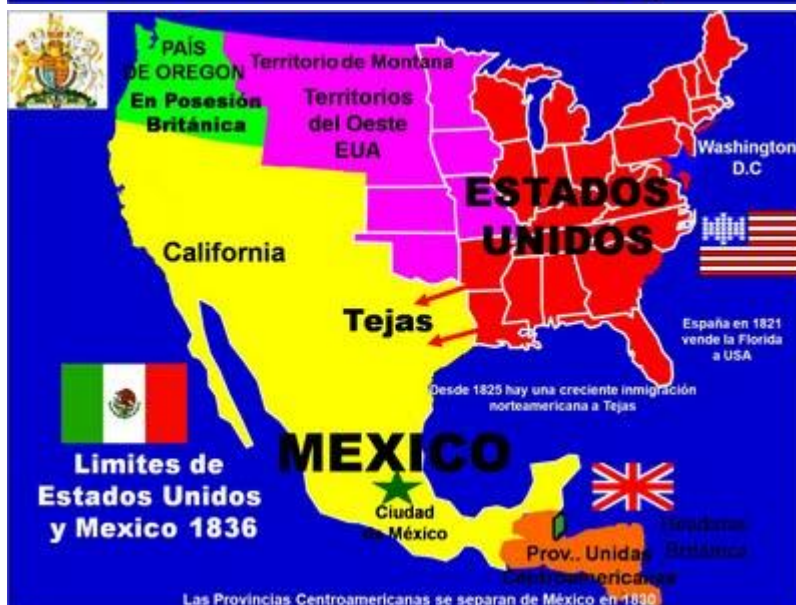 PAÍS
DE OREGON
En Posesión
Británica
Territorio de Montana
Territorios
del Oeste
EUA
Washington
D.C
ESTADOS
UNIDOS
California
Tejas
España en 1821
vende la Florida
a USA
Desde 1825 hay una creciente inmigración
norteamericana a Tejas
MEXICO
Limites de
Estados Unidos
y Mexico 1836
Ciudad
de México
Honduras
Británica
Prov.. Unidas
Centroamericanas
Las Provincias Centroamericanas se separan de México en 1830